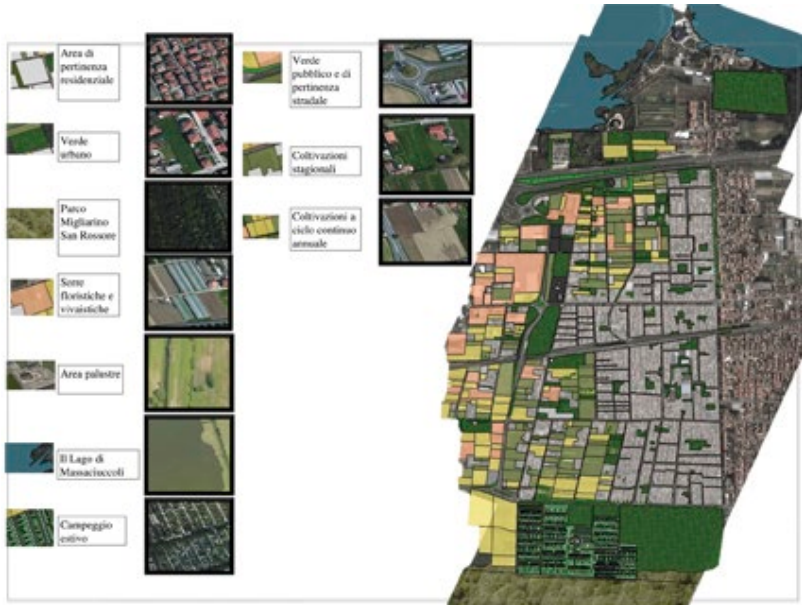 Area di
pertinenza
residenziale
Verde
urbano
Parco
Migliarino
San Rossore
Serre
floristiche e
vivaistiche
Area palustre
Il Lago di
Massaciuccoli
Campeggio
estivo
Verde
pubblico e di
pertinenza
stradale
Coltivazioni
stagionali
Coltivazioni a
ciclo continuo
annuale